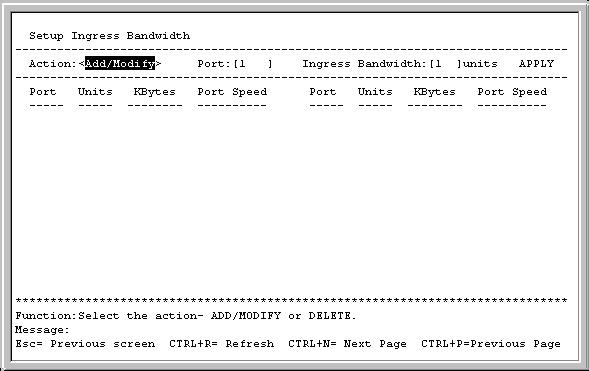 Setup Ingress Bandwidth
--------------------------------------------------------------------------------
Action:<Add/Modify>     Port:[1   ]    Ingress Bandwidth:[1  ]units   APPLY
--------------------------------------------------------------------------------
Port   Units   KBytes   Port Speed      Port   Units   KBytes   Port Speed
-----  -----  --------  ----------      -----  -----  --------  ----------
*******************************************************************************
Function:Select the action- ADD/MODIFY or DELETE.
Message:
Esc= Previous screen  CTRL+R= Refresh  CTRL+N= Next Page  CTRL+P=Previous Page